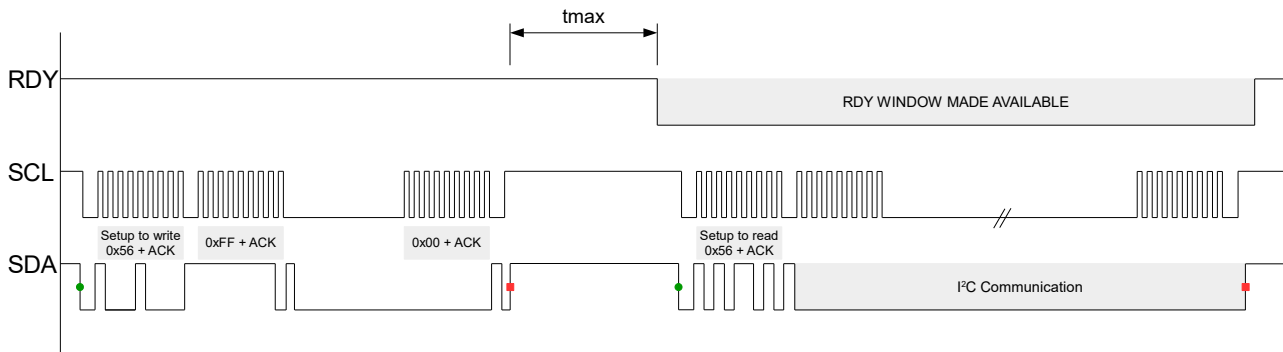 tmax
RDY
RDY WINDOW MADE AVAILABLE
SCL
Setup to write
0x56 + ACK
0xFF + ACK
0x00 + ACK
Setup to read
0x56 + ACK
SDA
I²C Communication